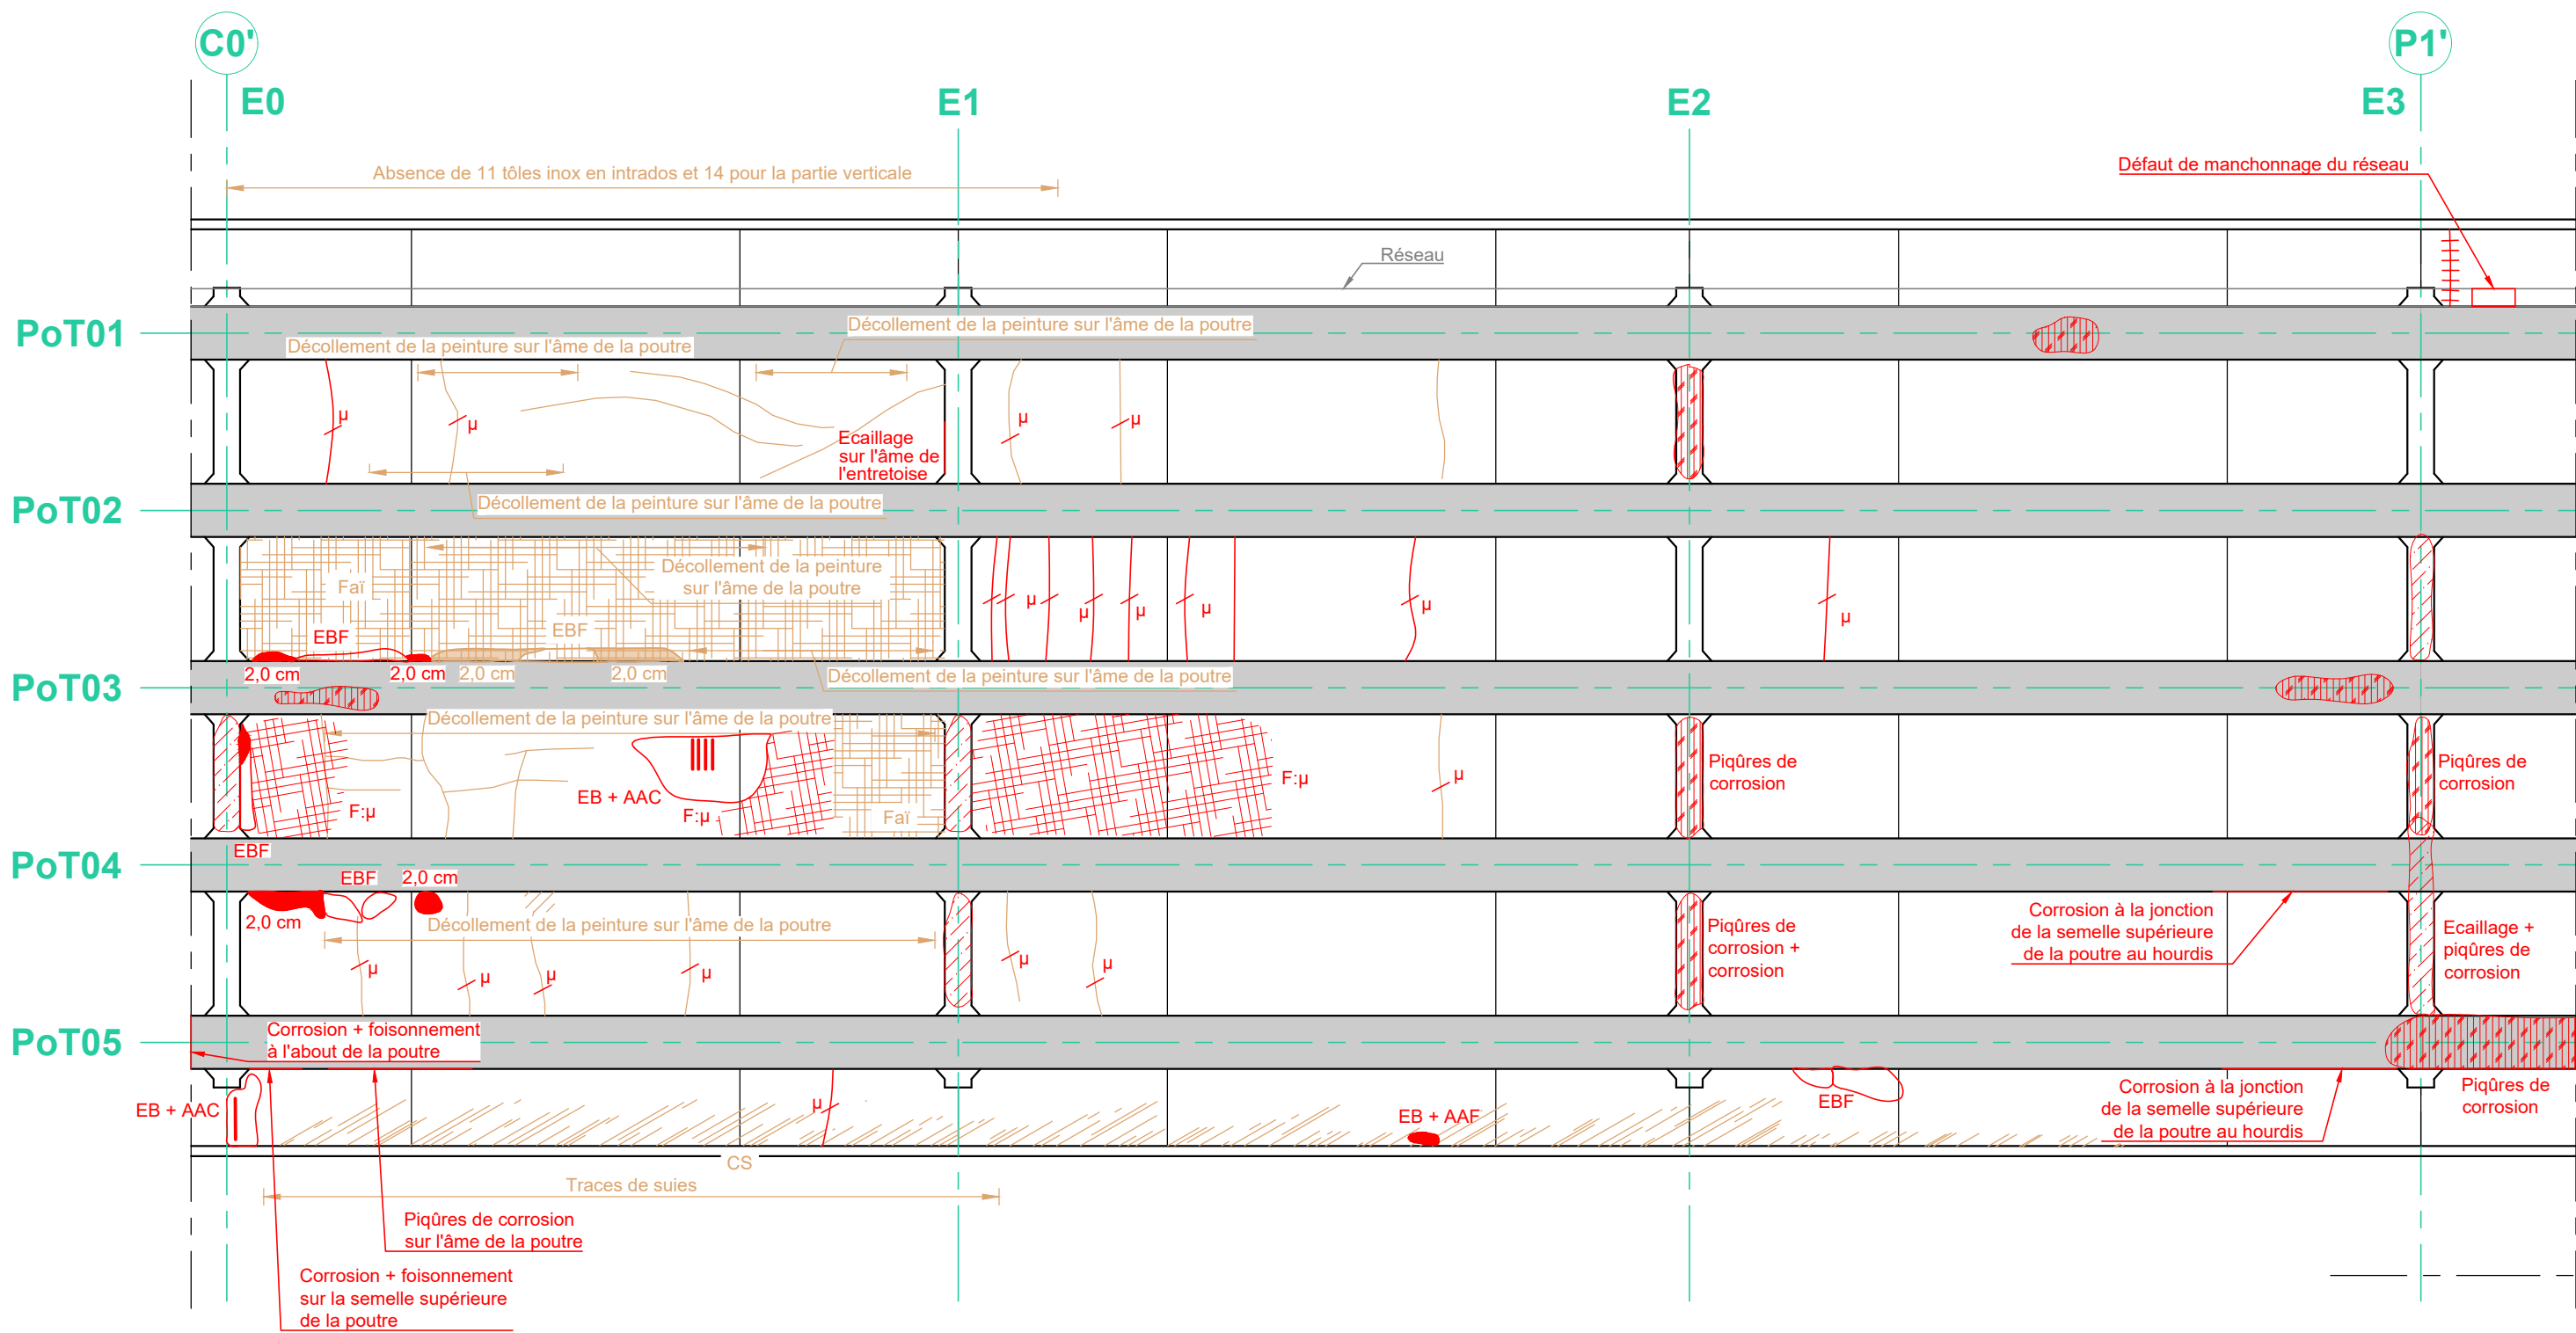 C0'
P1'
E0
E1
E2
E3
Absence de 11 tôles inox en intrados et 14 pour la partie verticale
Défaut de manchonnage du réseau
Réseau
PoT01
Décollement de la peinture sur l'âme de la poutre
Décollement de la peinture sur l'âme de la poutre
µ
µ
µ
µ
Ecaillage
sur l'âme de
l'entretoise
PoT02
Décollement de la peinture sur l'âme de la poutre
Décollement de la peinture
sur l'âme de la poutre
Faï
EBF
EBF
µ
µ
µ
µ
µ
µ
2,0 cm
2,0 cm
2,0 cm
2,0 cm
Décollement de la peinture sur l'âme de la poutre
PoT03
Décollement de la peinture sur l'âme de la poutre
F:µ
EB + AAC
F:µ
Faï
F:µ
µ
Piqûres de
corrosion
Piqûres de
corrosion
EBF
PoT04
EBF
2,0 cm
2,0 cm
Décollement de la peinture sur l'âme de la poutre
µ
µ
µ
µ
µ
µ
Piqûres de
corrosion +
corrosion
Corrosion à la jonction
de la semelle supérieure
de la poutre au hourdis
Ecaillage +
piqûres de
corrosion
PoT05
Corrosion + foisonnement
à l'about de la poutre
EB + AAC
µ
EB + AAF
EBF
Corrosion à la jonction
de la semelle supérieure
de la poutre au hourdis
Piqûres de
corrosion
CS
Traces de suies
Piqûres de corrosion
sur l'âme de la poutre
Corrosion + foisonnement
sur la semelle supérieure
de la poutre